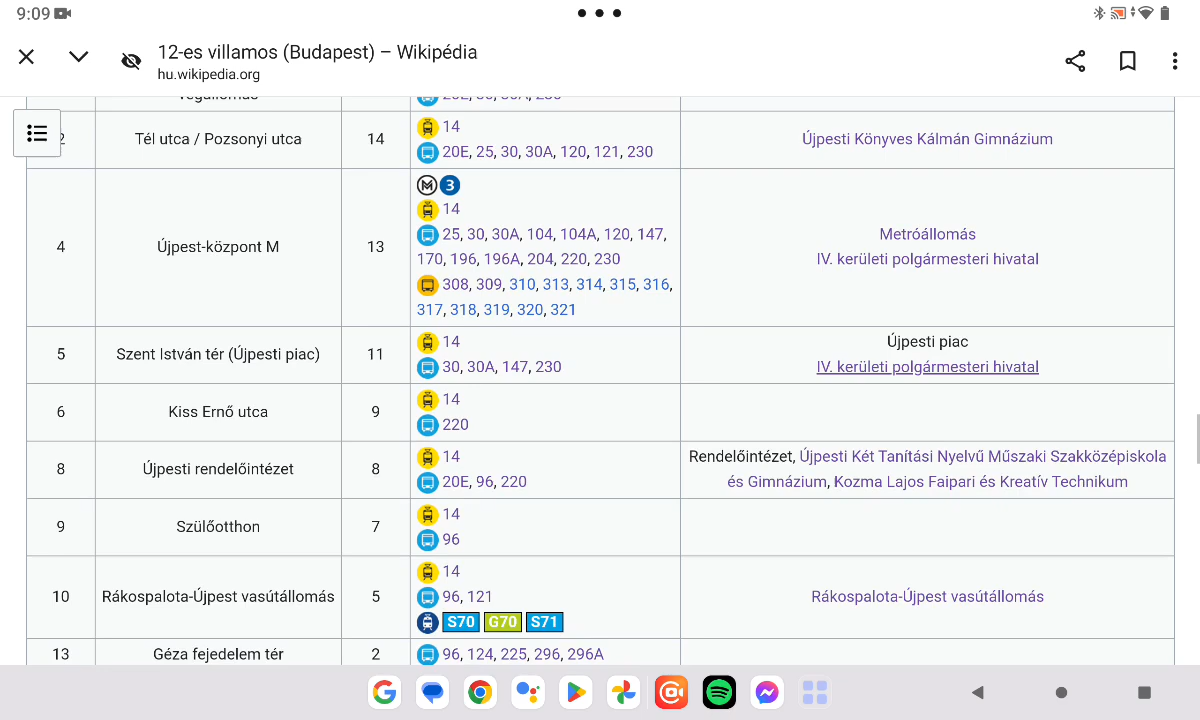 9:09
12-es villamos (Budapest) – Wikipédia
hu.wikipedia.org
2
Tél utca / Pozsonyi utca
14
14
20E, 25, 30, 30A, 120, 121, 230
Újpesti Könyves Kálmán Gimnázium
4
Újpest-központ M
13
M 3
14
25, 30, 30A, 104, 104A, 120, 147,
170, 196, 196A, 204, 220, 230
308, 309, 310, 313, 314, 315, 316,
317, 318, 319, 320, 321
Metróállomás
IV. kerületi polgármesteri hivatal
5
Szent István tér (Újpesti piac)
11
14
30, 30A, 147, 230
Újpesti piac
IV. kerületi polgármesteri hivatal
6
Kiss Ernő utca
9
14
220
8
Újpesti rendelőintézet
8
14
20E, 96, 220
Rendelőintézet, Újpesti Két Tanítási Nyelvű Műszaki Szakközépiskola
és Gimnázium, Kozma Lajos Faipari és Kreatív Technikum
9
Szülőotthon
7
14
96
10
Rákospalota-Újpest vasútállomás
5
14
96, 121
S70 G70 S71
Rákospalota-Újpest vasútállomás
13
Géza fejedelem tér
2
96, 124, 225, 296, 296A